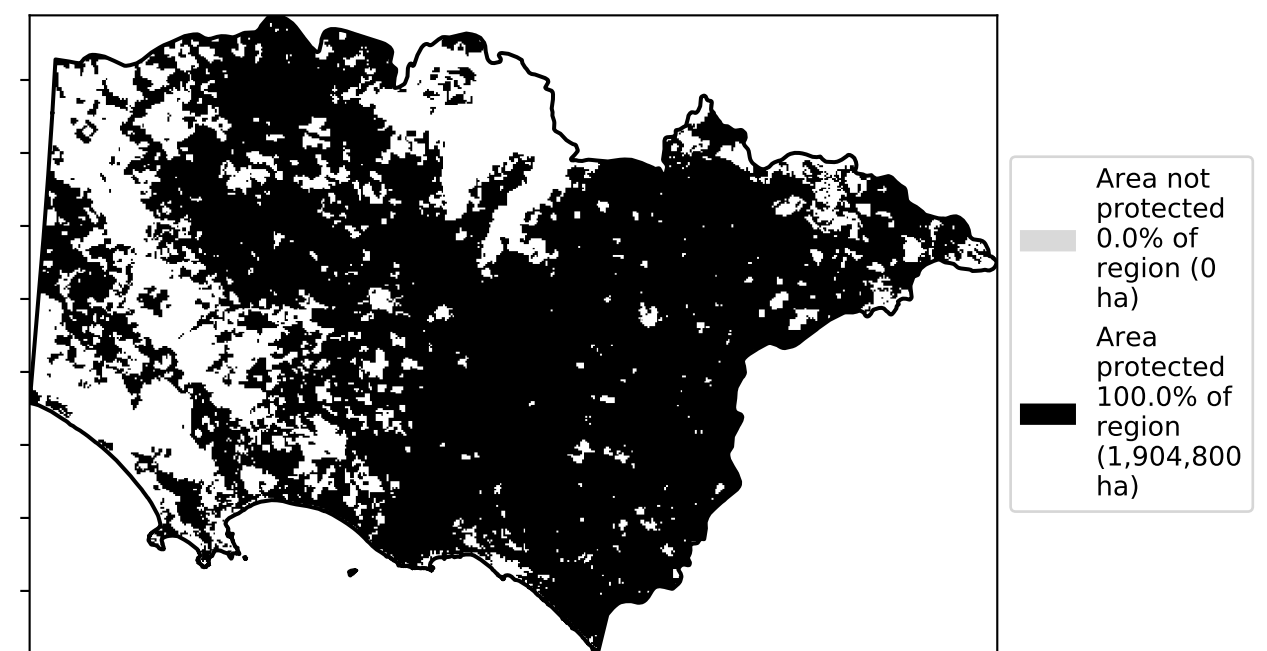 Area not
protected
0.0% of
region (0
ha)
Area
protected
100.0% of
region
(1,904,800
ha)